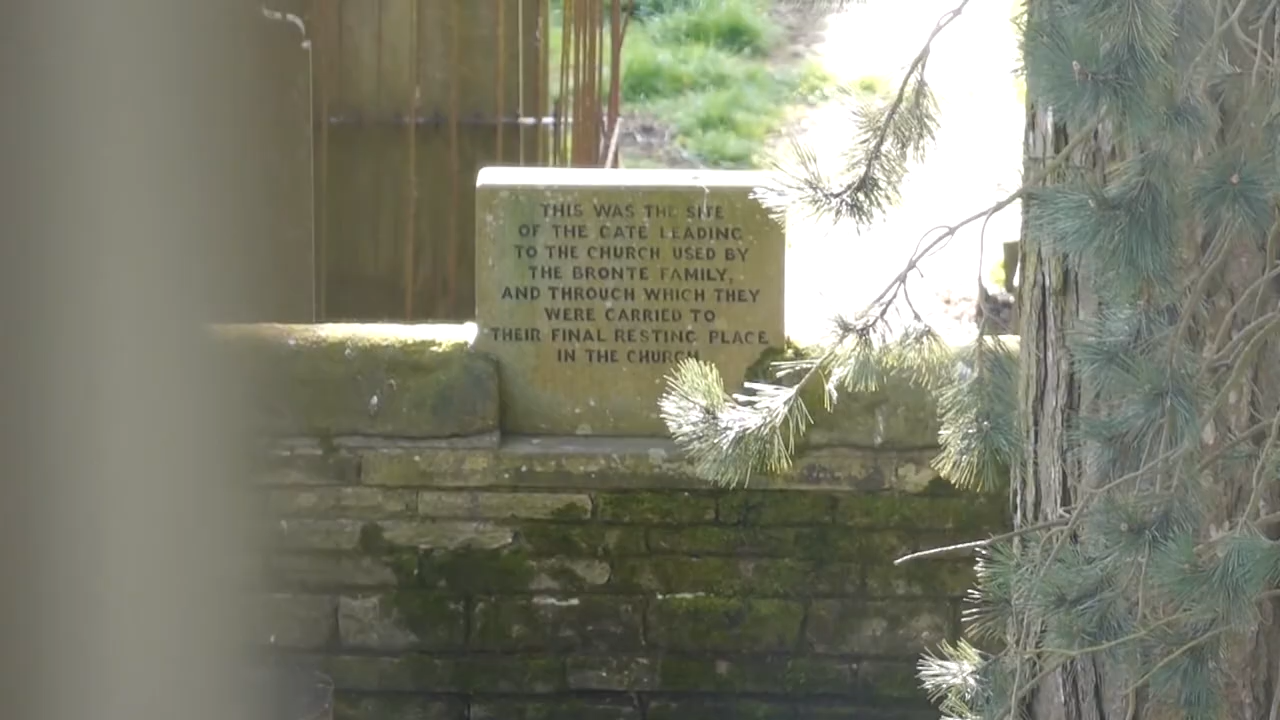 THIS WAS THE SITE
OF THE GATE LEADING
TO THE CHURCH USED BY
THE BRONTE FAMILY,
AND THROUGH WHICH THEY
WERE CARRIED TO
THEIR FINAL RESTING PLACE
IN THE CHURCH